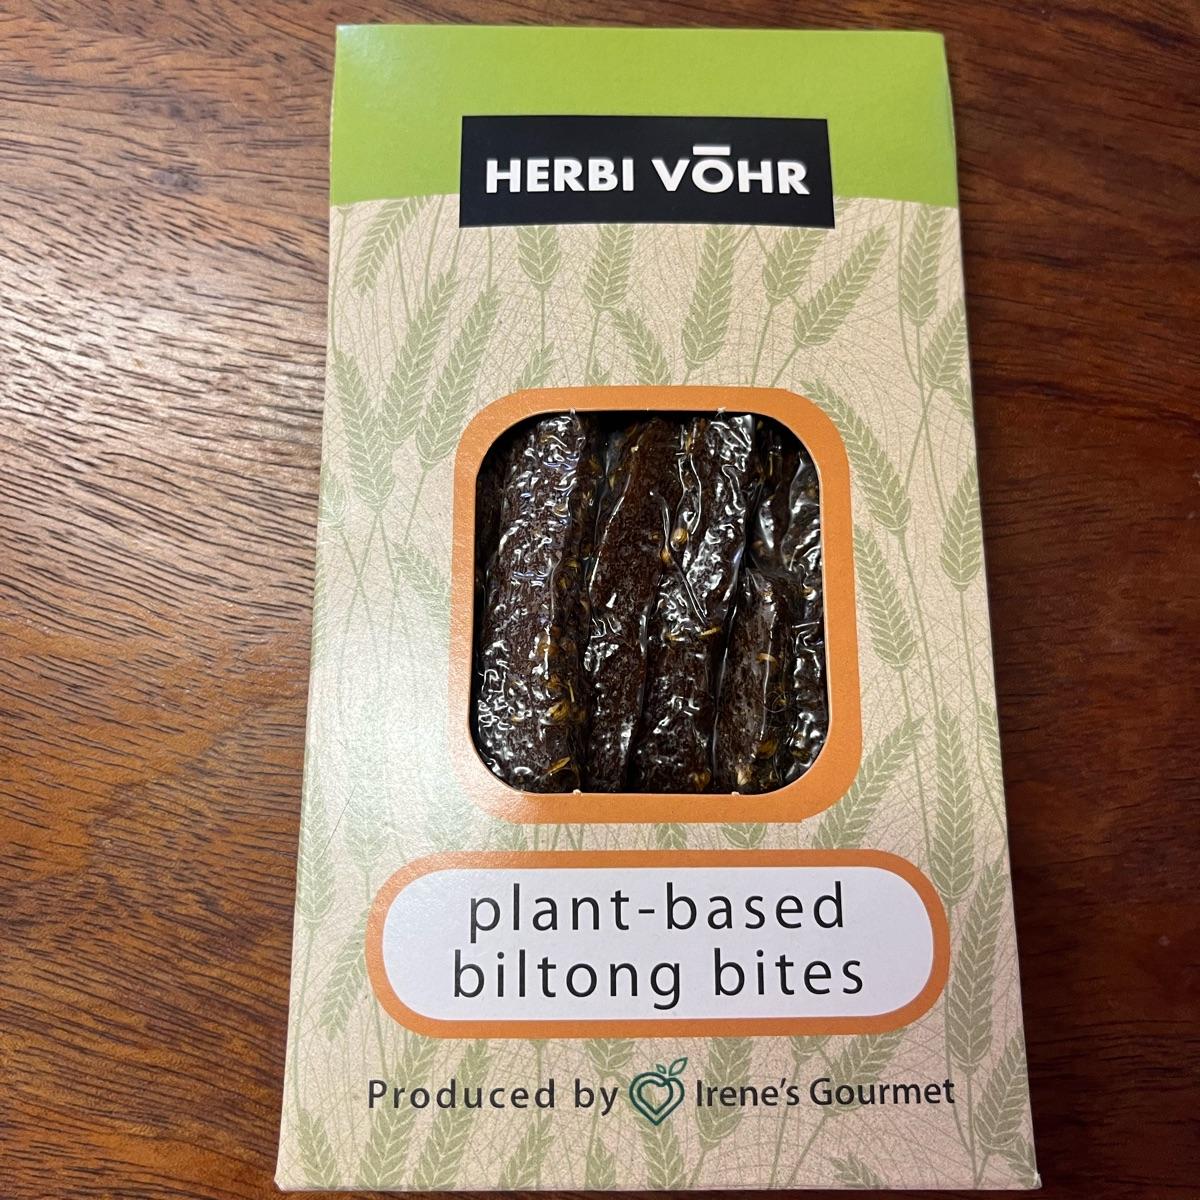 HERBI VŌHR
plant-based
biltong bites
Produced by Irene's Gourmet